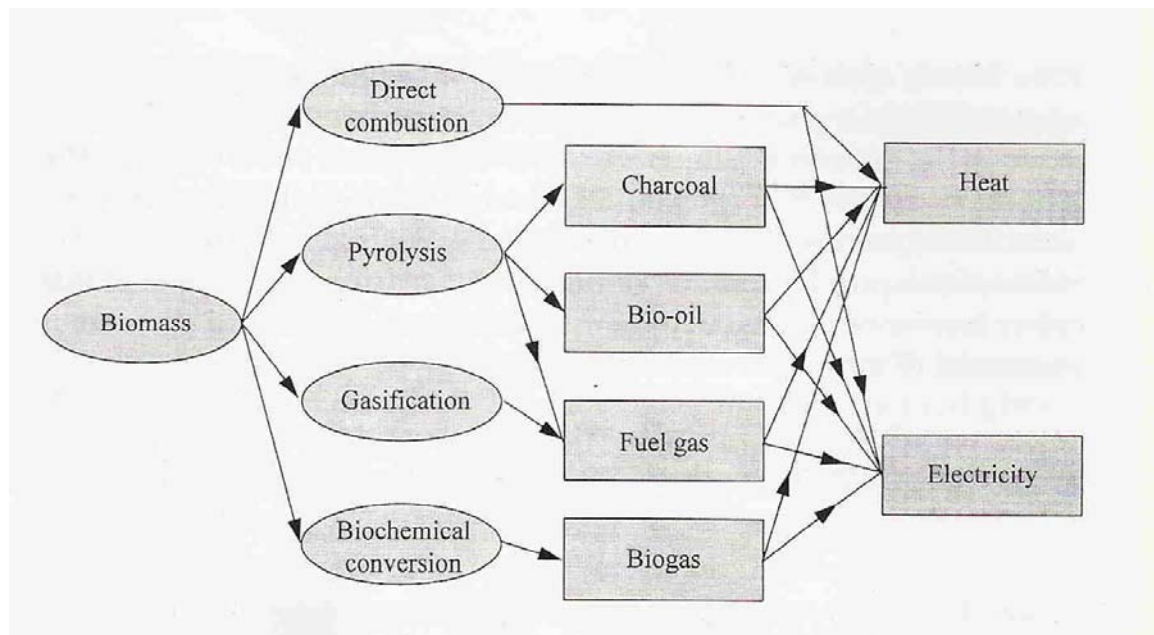 Direct
combustion
Charcoal
Heat
Pyrolysis
Bio-oil
Biomass
Gasification
Fuel gas
Electricity
Biochemical
conversion
Biogas